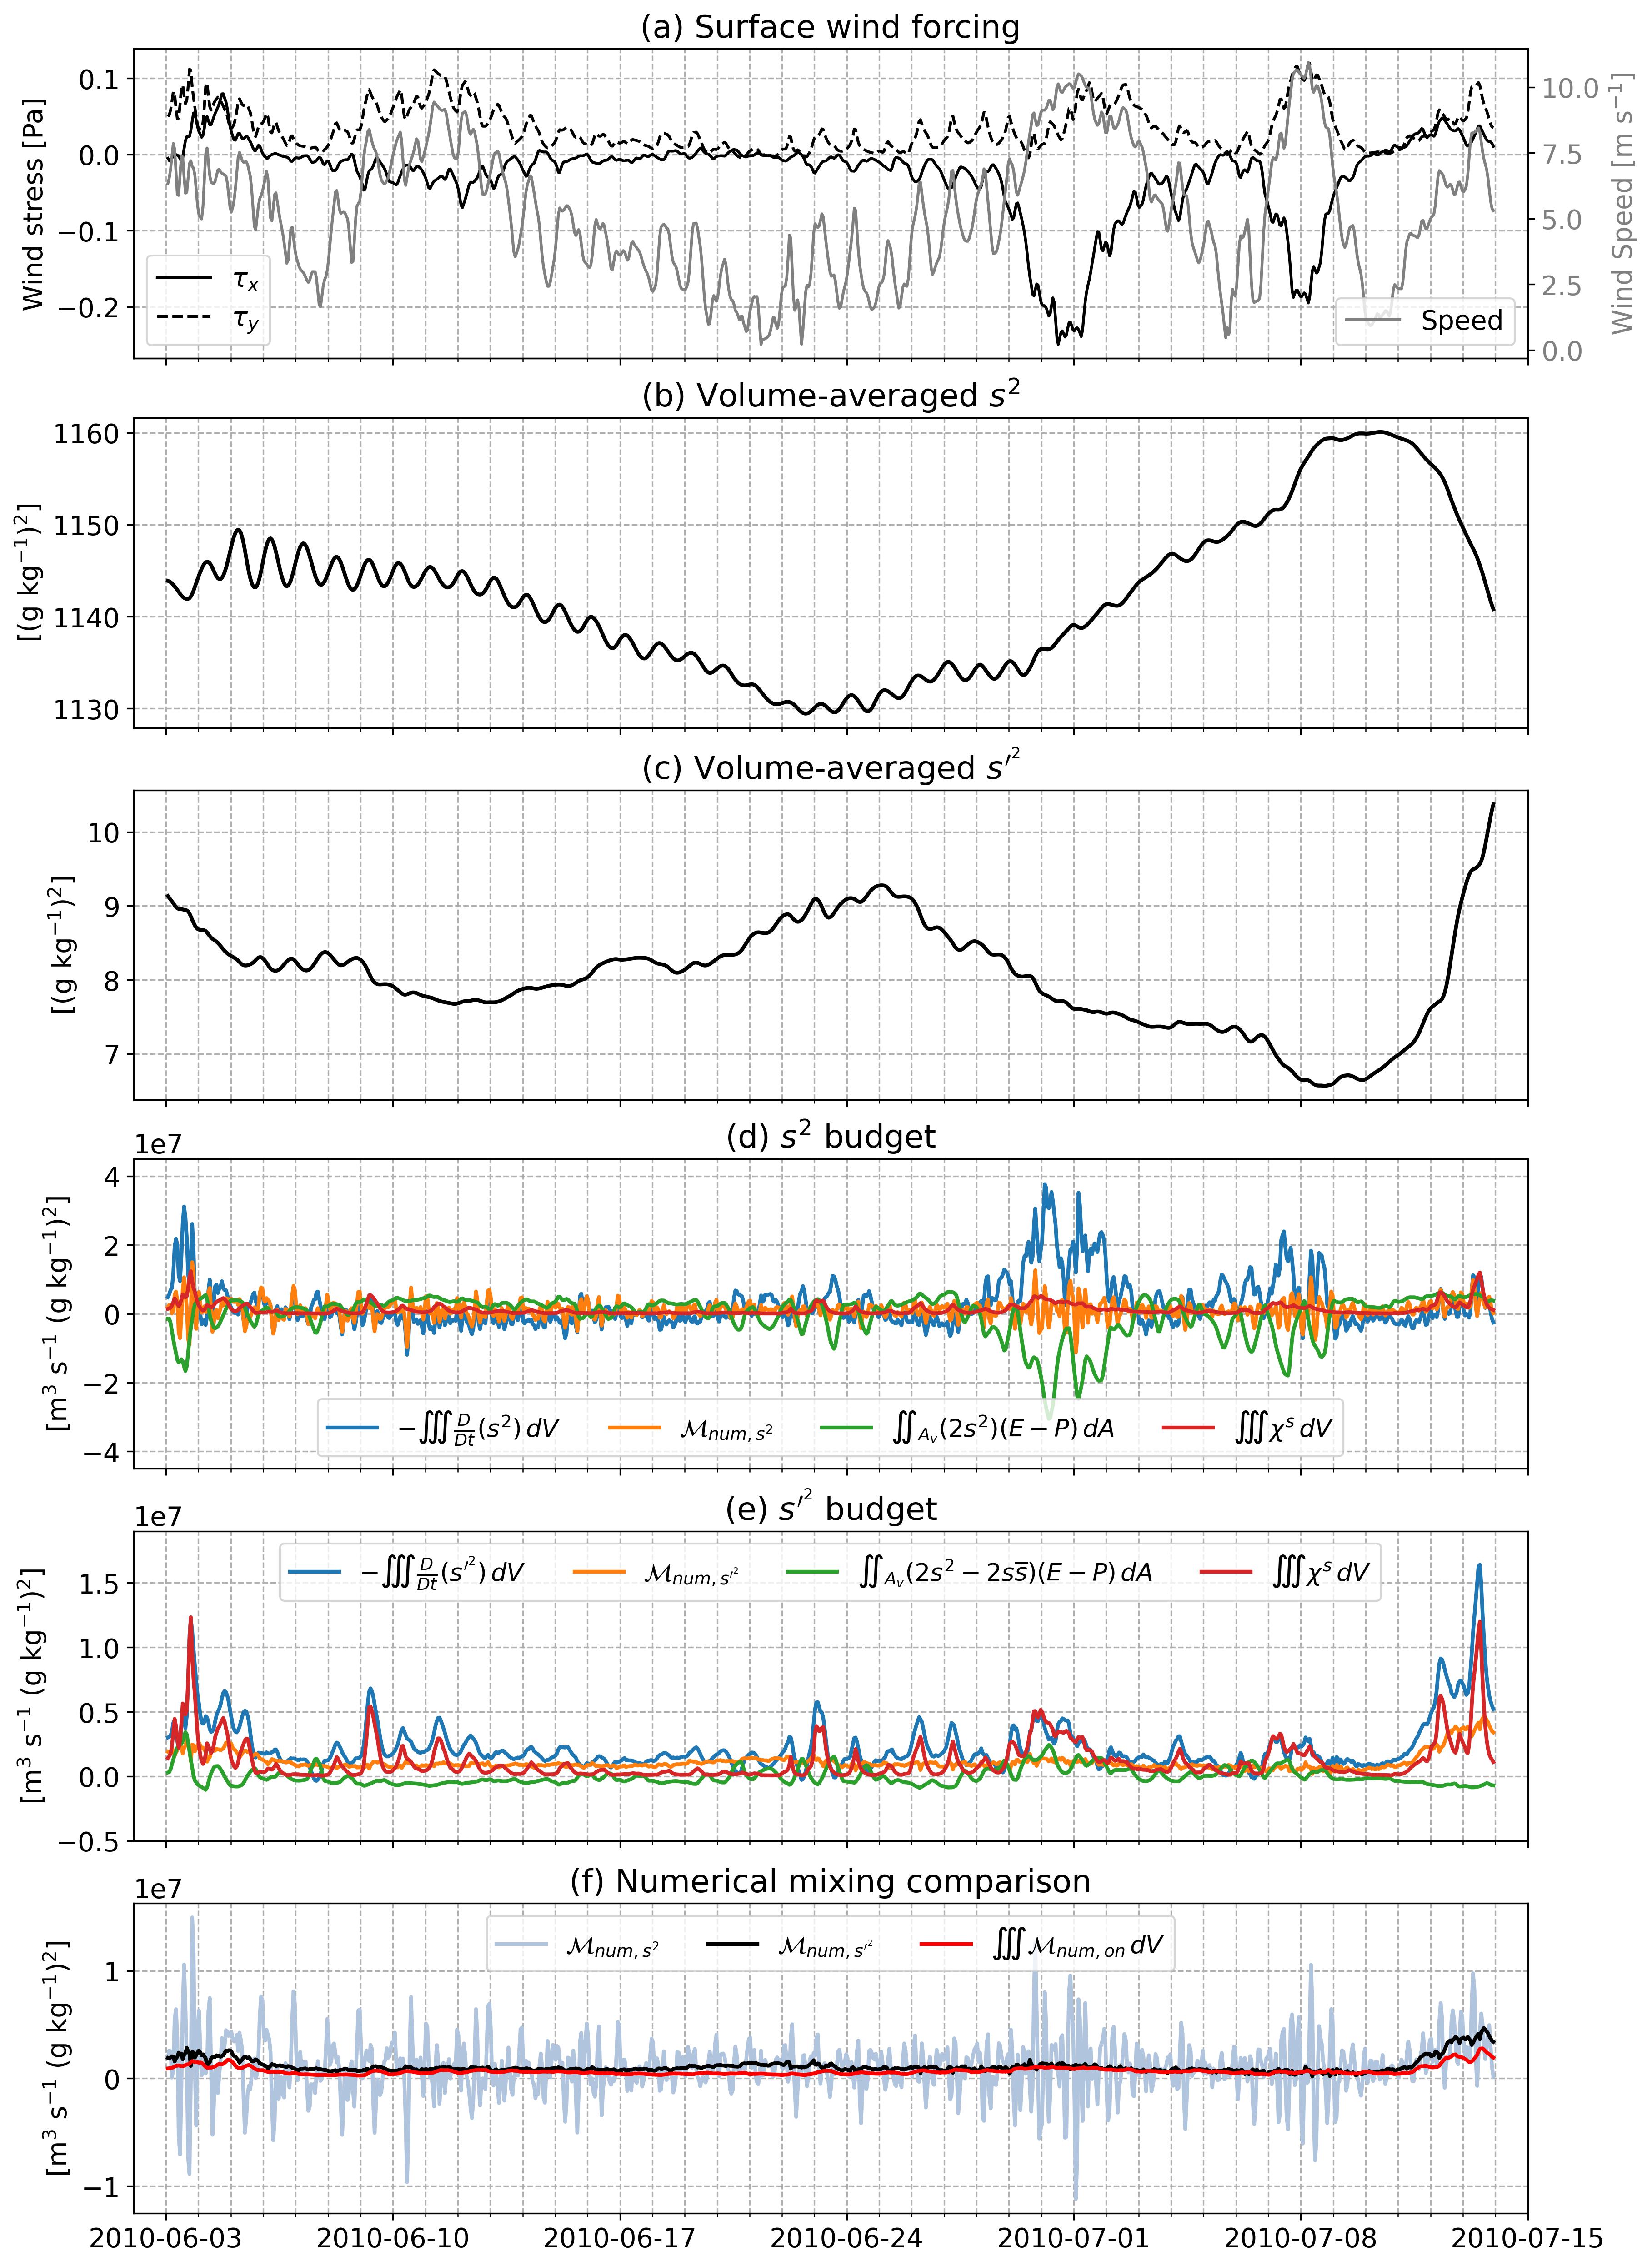 (a) Surface wind forcing
0.1
0.0
−0.1
−0.2
Wind stress [Pa]
τx
τy
Speed
10.0
7.5
5.0
2.5
0.0
Wind Speed [m s⁻¹]
(b) Volume-averaged s²
1160
1150
1140
1130
[(g kg⁻¹)²]
(c) Volume-averaged s′²
10
9
8
7
[(g kg⁻¹)²]
(d) s² budget
1e7
4
2
0
−2
−4
[m³ s⁻¹ (g kg⁻¹)²]
−∭ D/Dt (s²) dV
ℳnum, s²
∬Av (2s²)(E − P) dA
∭ χˢ dV
(e) s′² budget
1e7
1.5
1.0
0.5
0.0
−0.5
[m³ s⁻¹ (g kg⁻¹)²]
−∭ D/Dt (s′²) dV
ℳnum, s′²
∬Av (2s² − 2ss̅)(E − P) dA
∭ χˢ dV
(f) Numerical mixing comparison
1e7
1
0
−1
[m³ s⁻¹ (g kg⁻¹)²]
ℳnum, s²
ℳnum, s′²
∭ ℳnum, on dV
2010-06-03
2010-06-10
2010-06-17
2010-06-24
2010-07-01
2010-07-08
2010-07-15